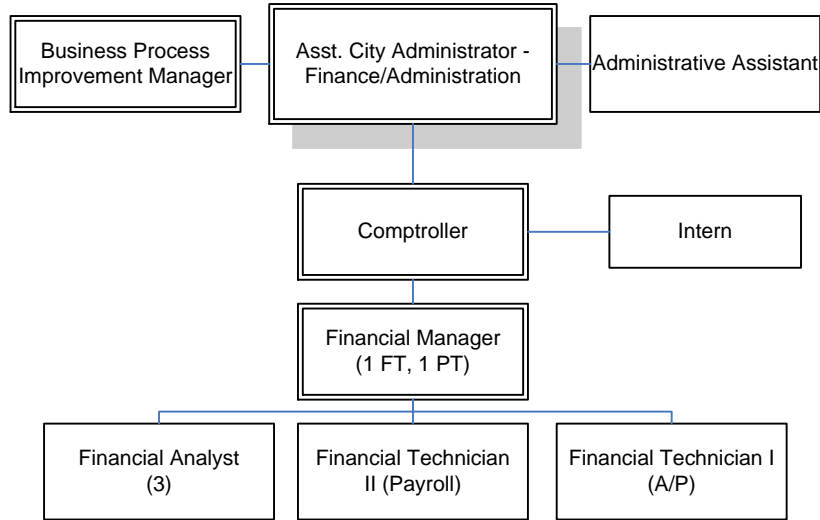 Business Process
Improvement Manager
Asst. City Administrator -
Finance/Administration
Administrative Assistant
Comptroller
Intern
Financial Manager
(1 FT, 1 PT)
Financial Analyst
(3)
Financial Technician
II (Payroll)
Financial Technician I
(A/P)